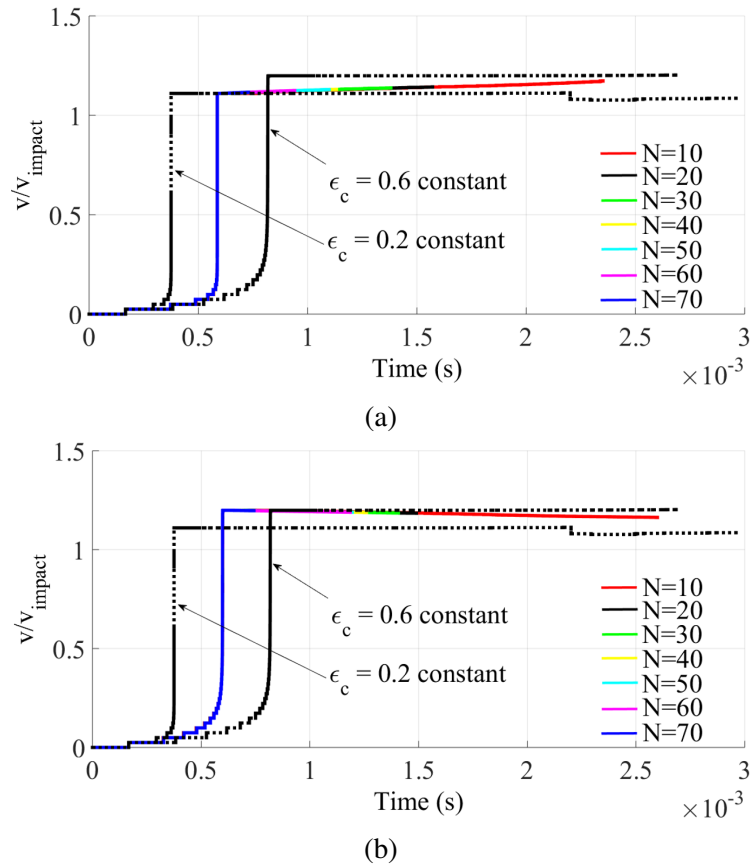 1.5
1
0.5
0
v/v_impact
ϵ_c = 0.6 constant
ϵ_c = 0.2 constant
N=10
N=20
N=30
N=40
N=50
N=60
N=70
0 0.5 1 1.5 2 2.5 3
Time (s)
×10^-3
(a)
1.5
1
0.5
0
v/v_impact
ϵ_c = 0.6 constant
ϵ_c = 0.2 constant
N=10
N=20
N=30
N=40
N=50
N=60
N=70
0 0.5 1 1.5 2 2.5 3
Time (s)
×10^-3
(b)